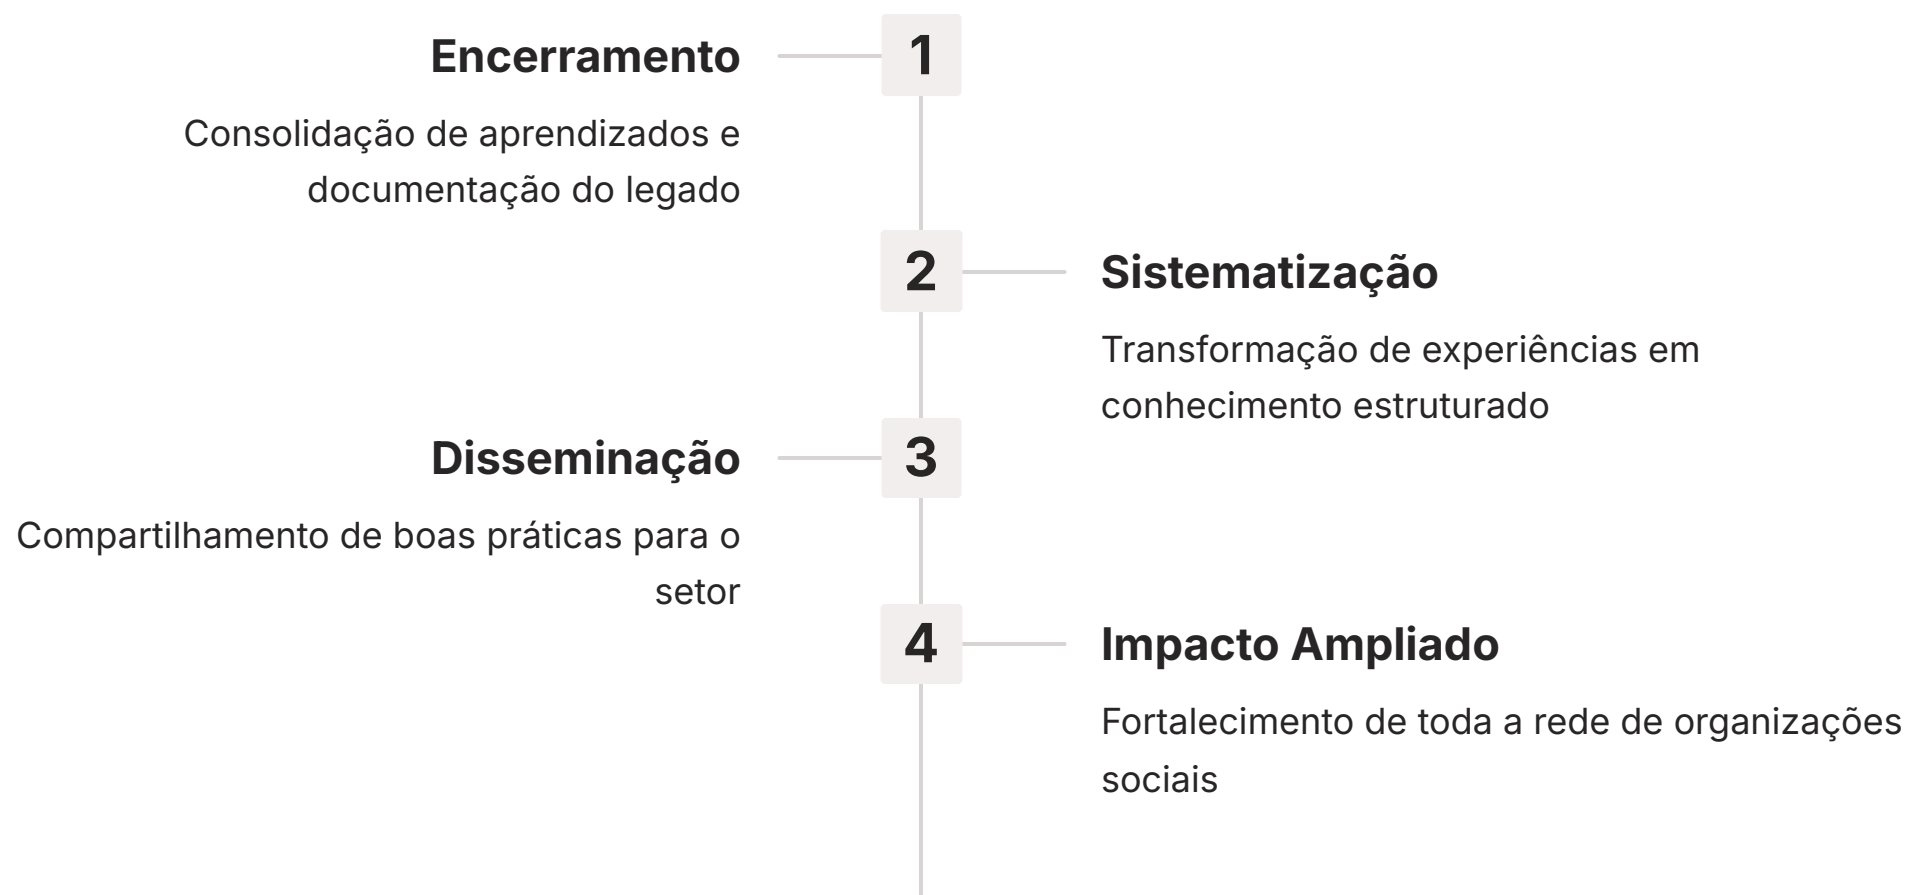 1
Encerramento
Consolidação de aprendizados e
documentação do legado
2
Sistematização
Transformação de experiências em
conhecimento estruturado
3
Disseminação
Compartilhamento de boas práticas para o
setor
4
Impacto Ampliado
Fortalecimento de toda a rede de organizações
sociais